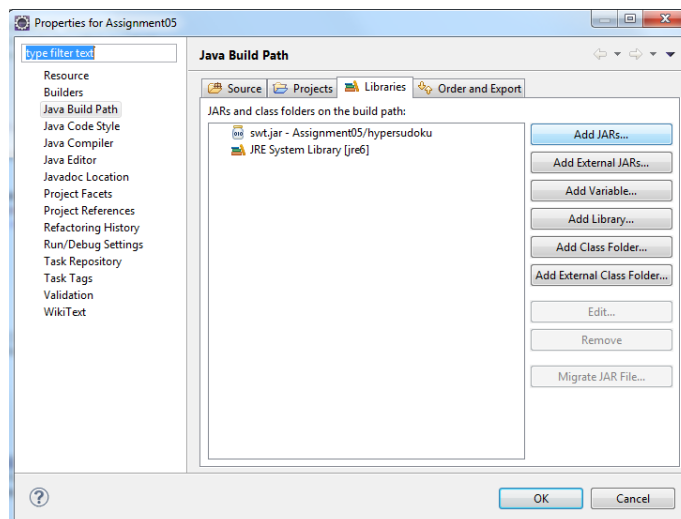 Properties for Assignment05
type filter text
Resource
Builders
Java Build Path
Java Code Style
Java Compiler
Java Editor
Javadoc Location
Project Facets
Project References
Refactoring History
Run/Debug Settings
Task Repository
Task Tags
Validation
WikiText
Java Build Path
Source Projects Libraries Order and Export
JARs and class folders on the build path:
swt.jar - Assignment05/hypersudoku
JRE System Library [jre6]
Add JARs...
Add External JARs...
Add Variable...
Add Library...
Add Class Folder...
Add External Class Folder...
Edit...
Remove
Migrate JAR File...
OK Cancel